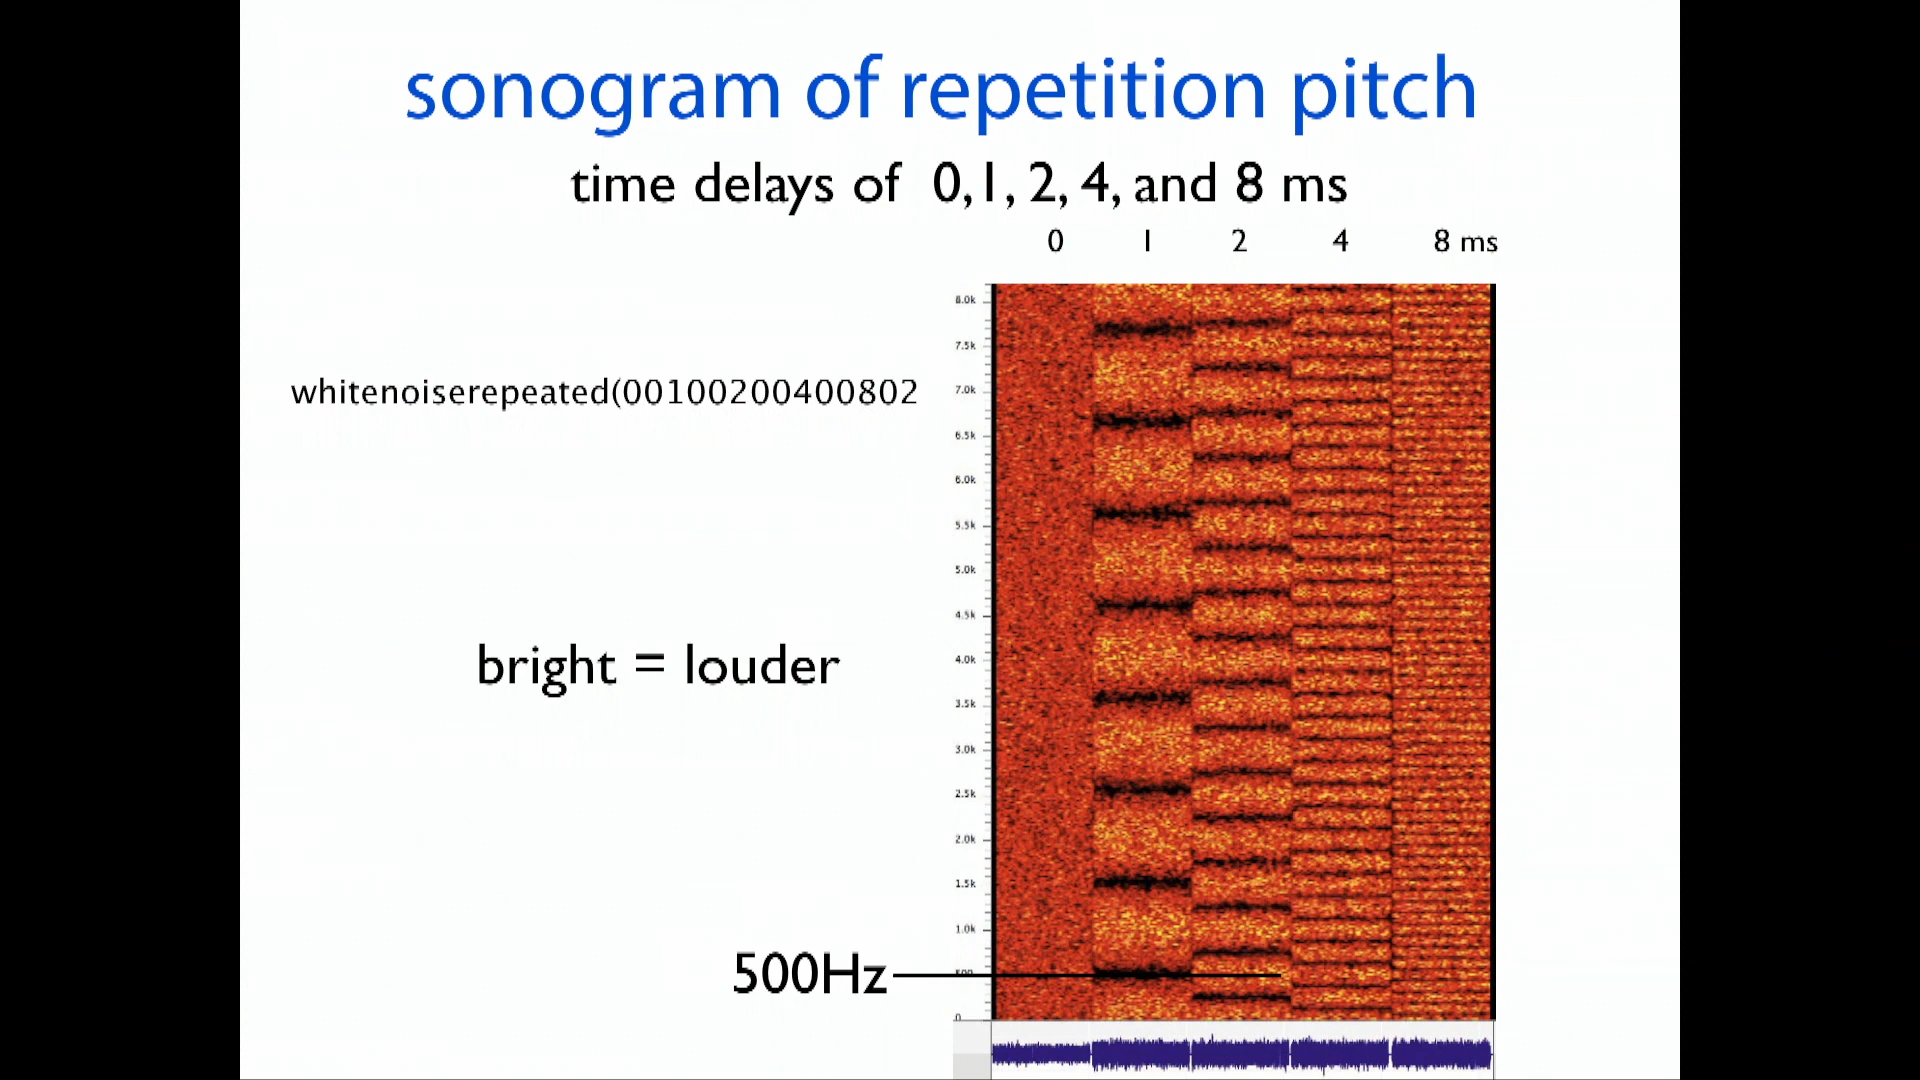 sonogram of repetition pitch
time delays of 0, 1, 2, 4, and 8 ms
0 1 2 4 8 ms
8.0k
7.5k
whitenoiserepeated(00100200400802
7.0k
6.5k
6.0k
5.5k
5.0k
4.5k
bright = louder
4.0k
3.5k
3.0k
2.5k
2.0k
1.5k
1.0k
500Hz
0